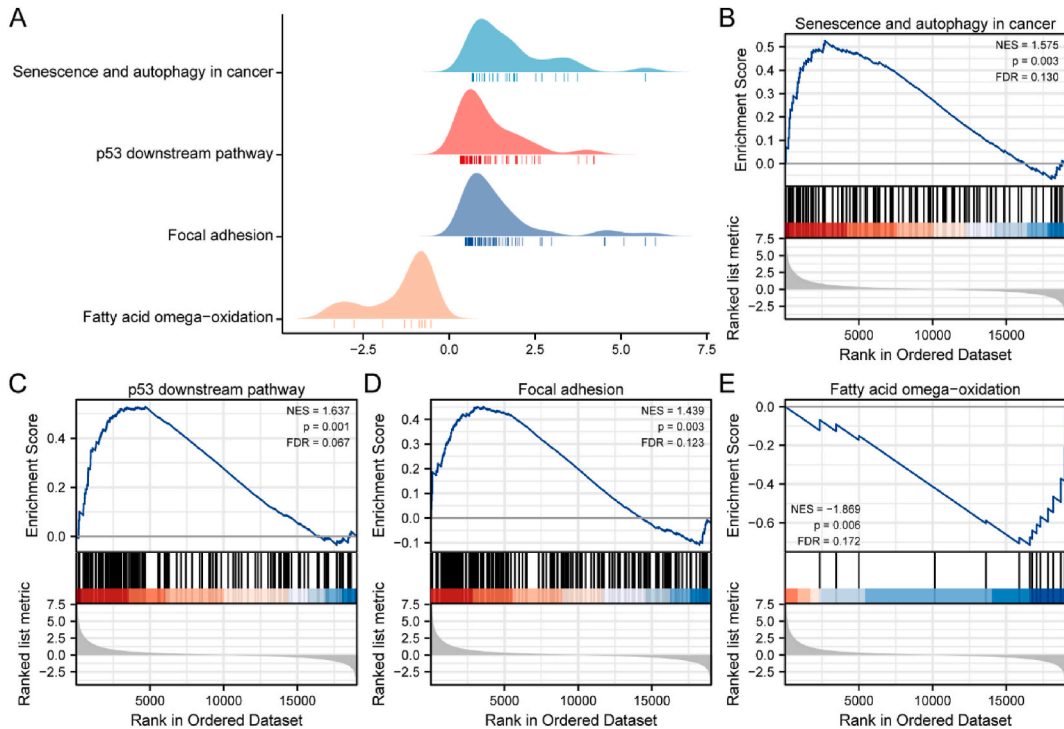 A
Senescence and autophagy in cancer
p53 downstream pathway
Focal adhesion
Fatty acid omega−oxidation
−2.5 0.0 2.5 5.0 7.5
B
Senescence and autophagy in cancer
NES = 1.575
p = 0.003
FDR = 0.130
Enrichment Score
0.5
0.4
0.3
0.2
0.1
0.0
Ranked list metric
7.5
5.0
2.5
0.0
−2.5
5000 10000 15000
Rank in Ordered Dataset
C
p53 downstream pathway
NES = 1.637
p = 0.001
FDR = 0.067
Enrichment Score
0.4
0.2
0.0
Ranked list metric
7.5
5.0
2.5
0.0
−2.5
5000 10000 15000
Rank in Ordered Dataset
D
Focal adhesion
NES = 1.439
p = 0.003
FDR = 0.123
Enrichment Score
0.4
0.3
0.2
0.1
0.0
−0.1
Ranked list metric
7.5
5.0
2.5
0.0
−2.5
5000 10000 15000
Rank in Ordered Dataset
E
Fatty acid omega−oxidation
NES = −1.869
p = 0.006
FDR = 0.172
Enrichment Score
0.0
−0.2
−0.4
−0.6
Ranked list metric
7.5
5.0
2.5
0.0
−2.5
5000 10000 15000
Rank in Ordered Dataset